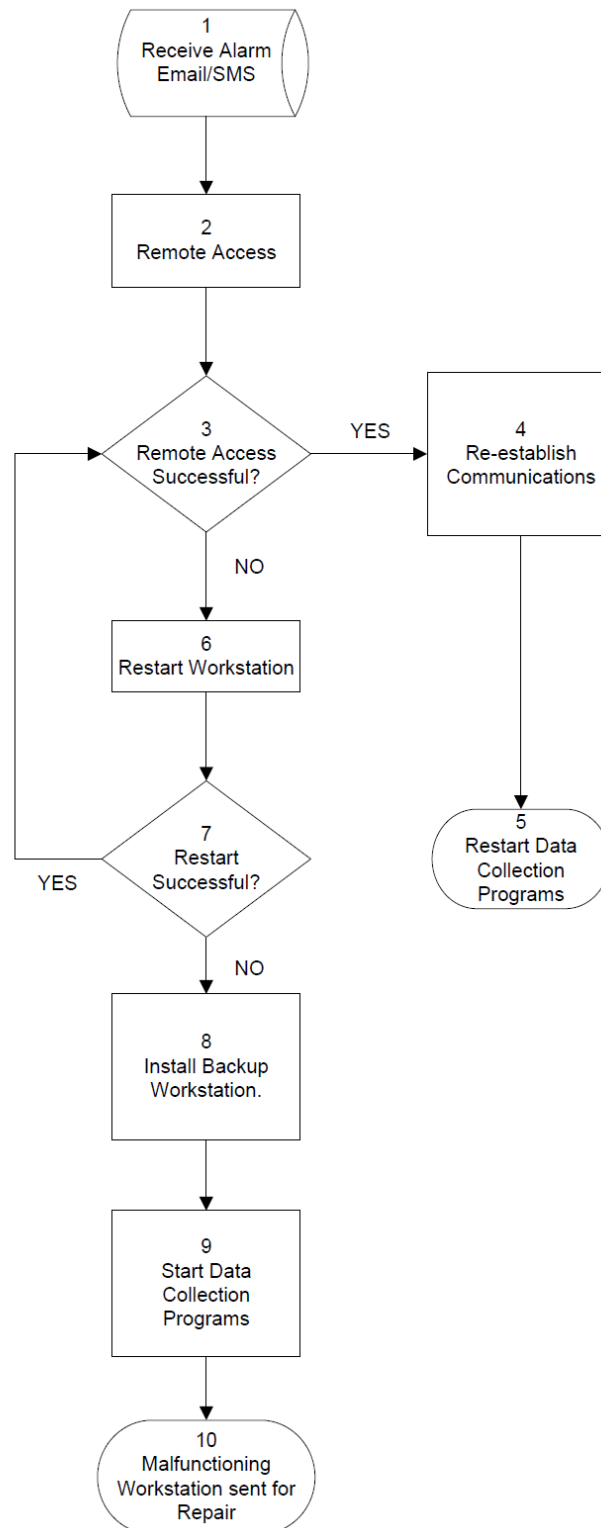 1
Receive Alarm
Email/SMS
2
Remote Access
3
Remote Access
Successful?
YES
4
Re-establish
Communications
NO
6
Restart Workstation
7
Restart
Successful?
YES
5
Restart Data
Collection
Programs
NO
8
Install Backup
Workstation.
9
Start Data
Collection
Programs
10
Malfunctioning
Workstation sent for
Repair